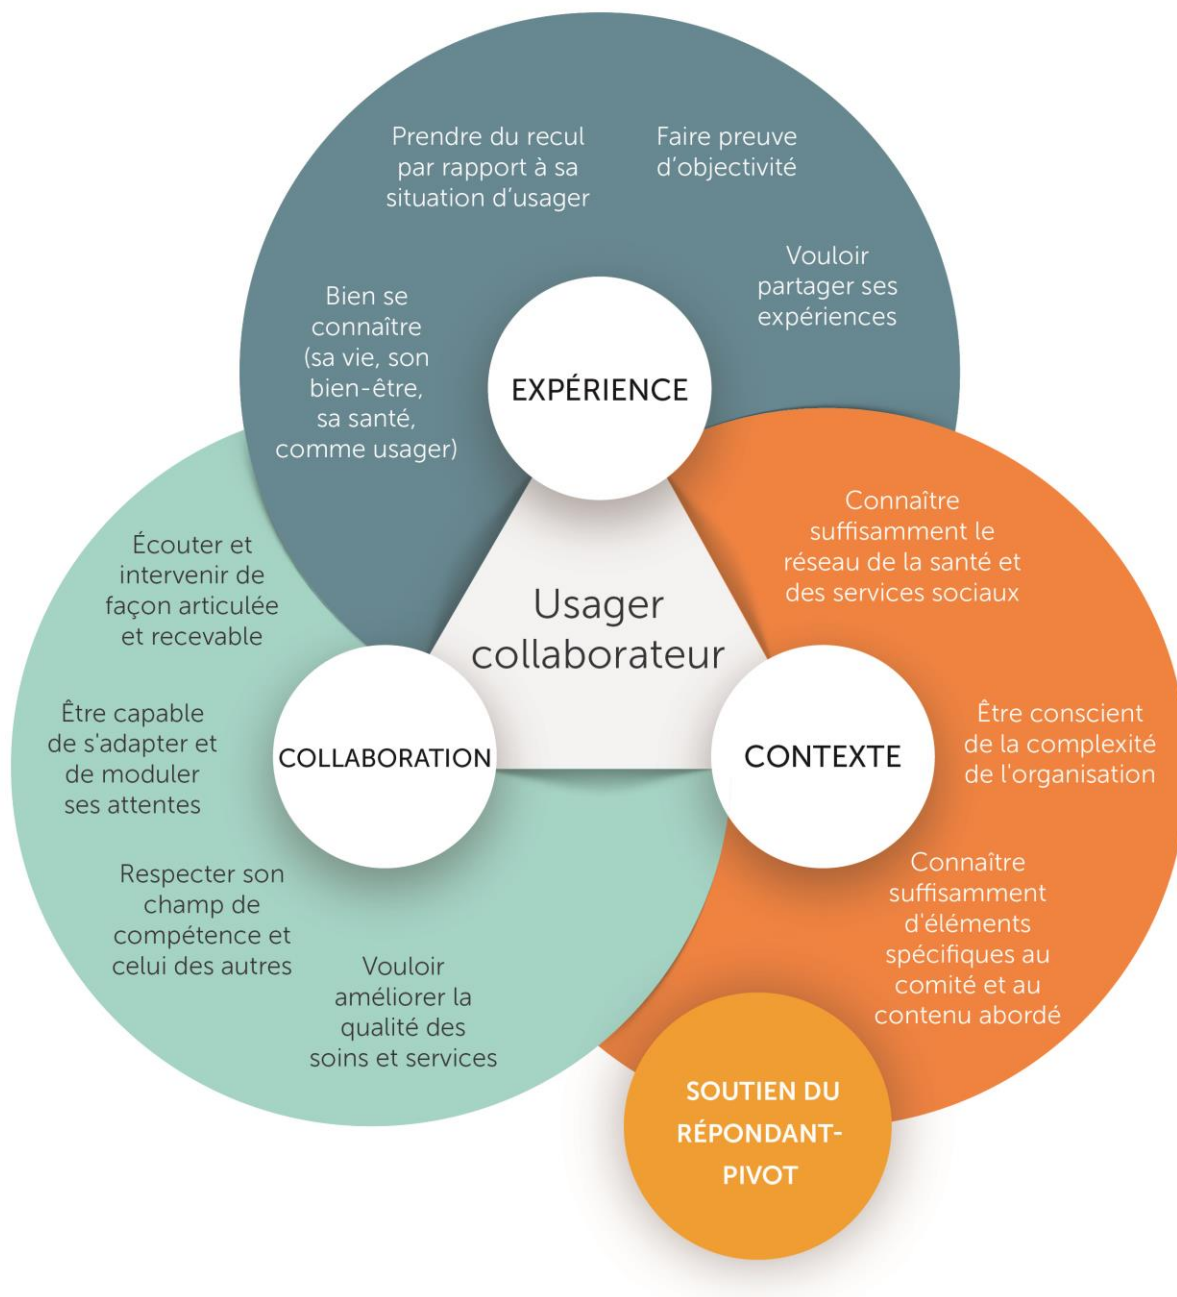 Prendre du recul
par rapport à sa
situation d'usager
Faire preuve
d'objectivité
Vouloir
partager ses
expériences
Bien se
connaître
(sa vie, son
bien-être,
sa santé,
comme usager)
EXPÉRIENCE
Connaître
suffisamment le
réseau de la santé et
des services sociaux
Écouter et
intervenir de
façon articulée
et recevable
Usager
collaborateur
Être capable
de s'adapter et
de moduler
ses attentes
COLLABORATION
CONTEXTE
Être conscient
de la complexité
de l'organisation
Respecter son
champ de
compétence et
celui des autres
Vouloir
améliorer la
qualité des
soins et services
Connaître
suffisamment
d'éléments
spécifiques au
comité et au
contenu abordé
SOUTIEN DU
RÉPONDANT-
PIVOT